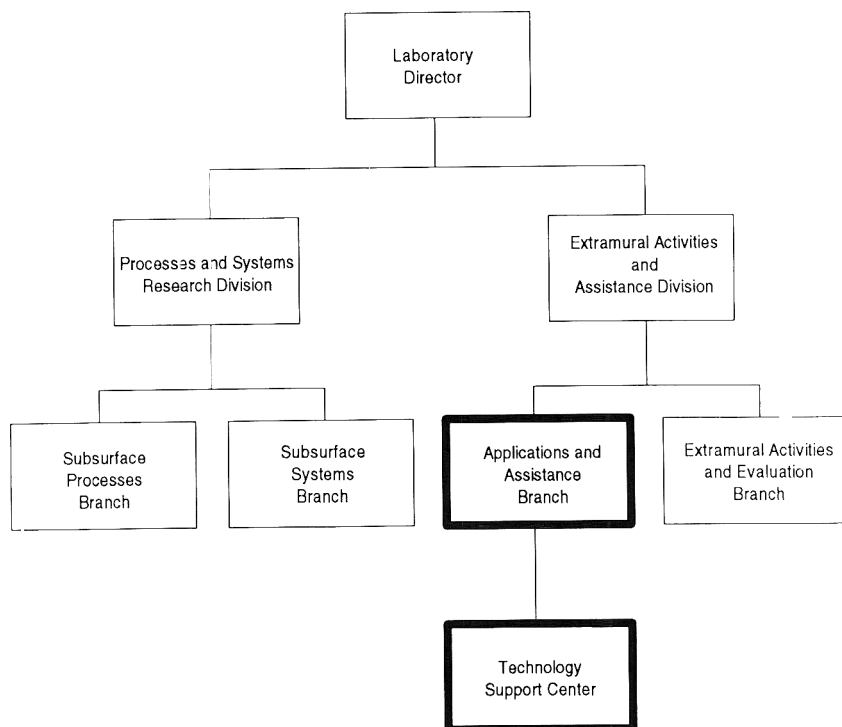 Laboratory
Director
Processes and Systems
Research Division
Extramural Activities
and
Assistance Division
Subsurface
Processes
Branch
Subsurface
Systems
Branch
Applications and
Assistance
Branch
Extramural Activities
and Evaluation
Branch
Technology
Support Center